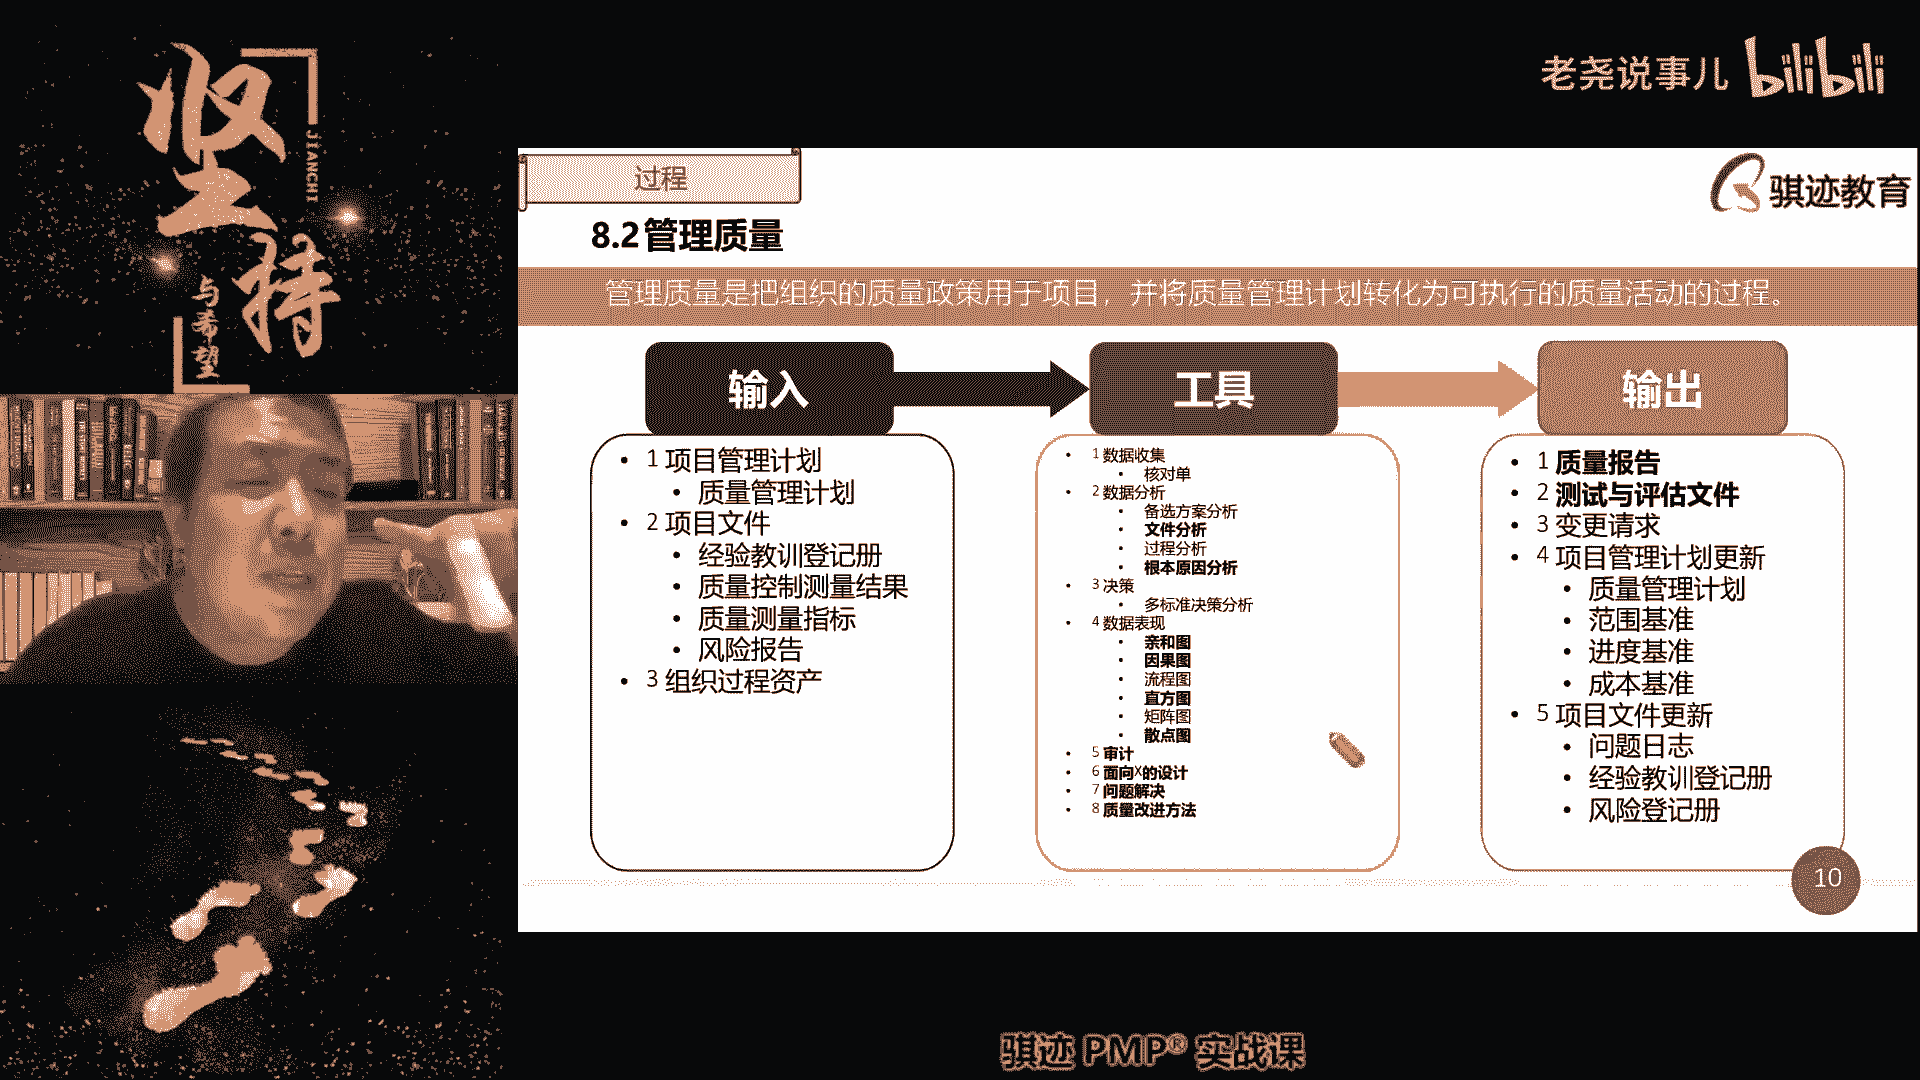 坚持
JIANCHI
与希望
老尧说事儿 bilibili
过程
骐迹教育
8.2管理质量
管理质量是把组织的质量政策用于项目，并将质量管理计划转化为可执行的质量活动的过程。
输入
• 1 项目管理计划
• 质量管理计划
• 2 项目文件
• 经验教训登记册
• 质量控制测量结果
• 质量测量指标
• 风险报告
• 3 组织过程资产
工具
• 1 数据收集
• 核对单
• 2 数据分析
• 备选方案分析
• 文件分析
• 过程分析
• 根本原因分析
• 3 决策
• 多标准决策分析
• 4 数据表现
• 亲和图
• 因果图
• 流程图
• 直方图
• 矩阵图
• 散点图
• 5 审计
• 6 面向X的设计
• 7 问题解决
• 8 质量改进方法
输出
• 1 质量报告
• 2 测试与评估文件
• 3 变更请求
• 4 项目管理计划更新
• 质量管理计划
• 范围基准
• 进度基准
• 成本基准
• 5 项目文件更新
• 问题日志
• 经验教训登记册
• 风险登记册
10
骐迹 PMP® 实战课